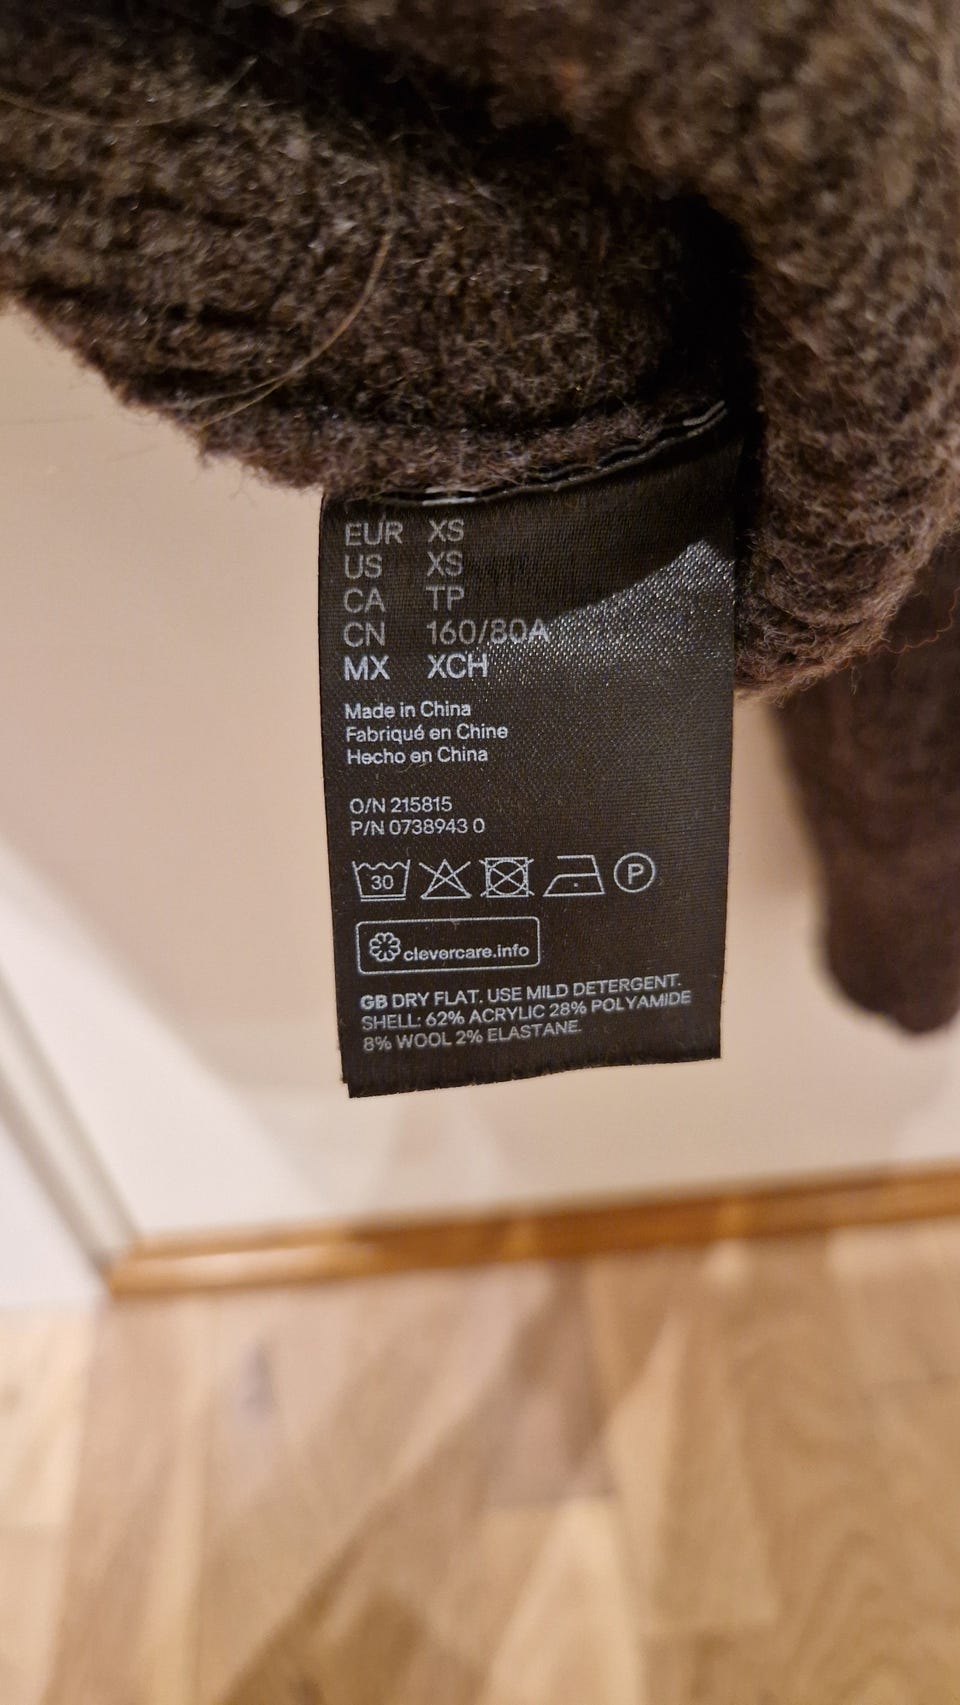 EUR XS
US XS
CA TP
CN 160/80A
MX XCH
Made in China
Fabriqué en Chine
Hecho en China
O/N 215815
P/N 0738943 0
30 P
clevercare.info
GB DRY FLAT. USE MILD DETERGENT.
SHELL: 62% ACRYLIC 28% POLYAMIDE
8% WOOL 2% ELASTANE.